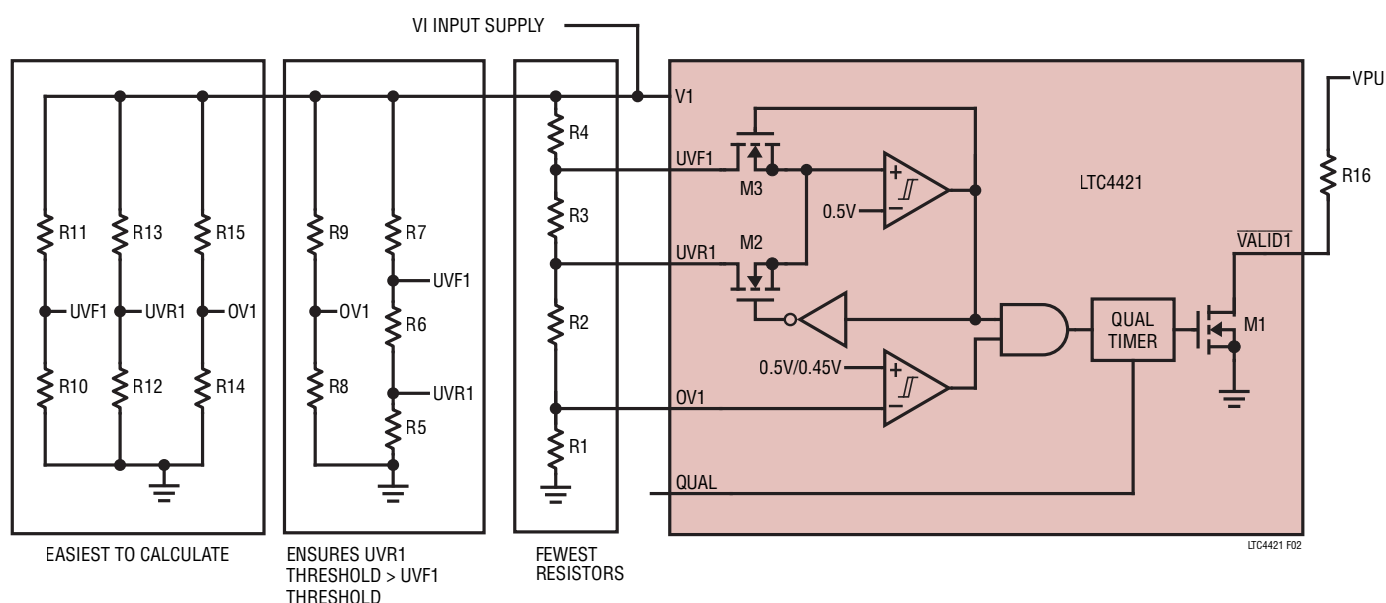 VI INPUT SUPPLY
R11
R13
R15
UVF1
UVR1
OV1
R10
R12
R14
EASIEST TO CALCULATE
R9
R7
UVF1
OV1
R6
R8
UVR1
R5
ENSURES UVR1
THRESHOLD > UVF1
THRESHOLD
R4
R3
R2
R1
FEWEST
RESISTORS
V1
UVF1
M3
+
0.5V
−
LTC4421
UVR1
M2
0.5V/0.45V
+
−
OV1
QUAL
TIMER
M1
QUAL
VALID1
VPU
R16
LTC4421 F02